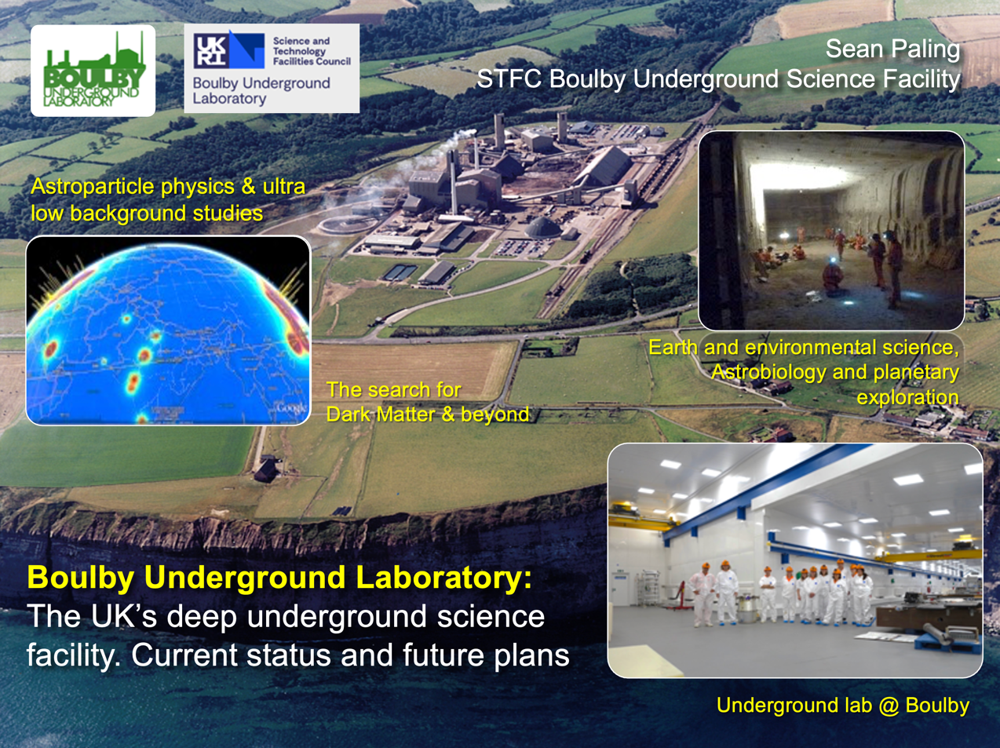 BOULBY
UNDERGROUND
LABORATORY
UK
RI
Science and
Technology
Facilities Council
Boulby Underground
Laboratory
Sean Paling
STFC Boulby Underground Science Facility
Astroparticle physics & ultra
low background studies
Google
The search for
Dark Matter & beyond
Earth and environmental science,
Astrobiology and planetary
exploration
Boulby Underground Laboratory:
The UK’s deep underground science
facility. Current status and future plans
Underground lab @ Boulby